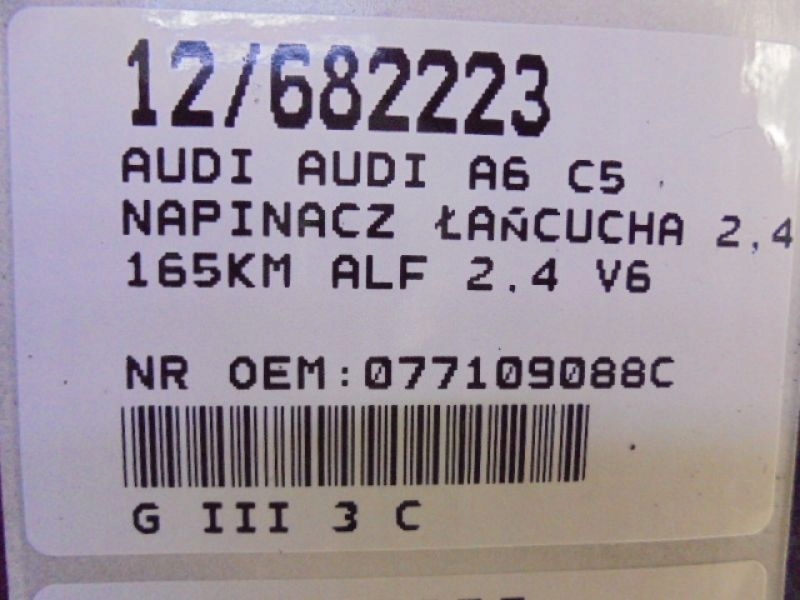 12/682223
AUDI AUDI A6 C5
NAPINACZ ŁAńCUCHA 2,4
165KM ALF 2.4 V6
NR OEM:077109088C
G III 3 C